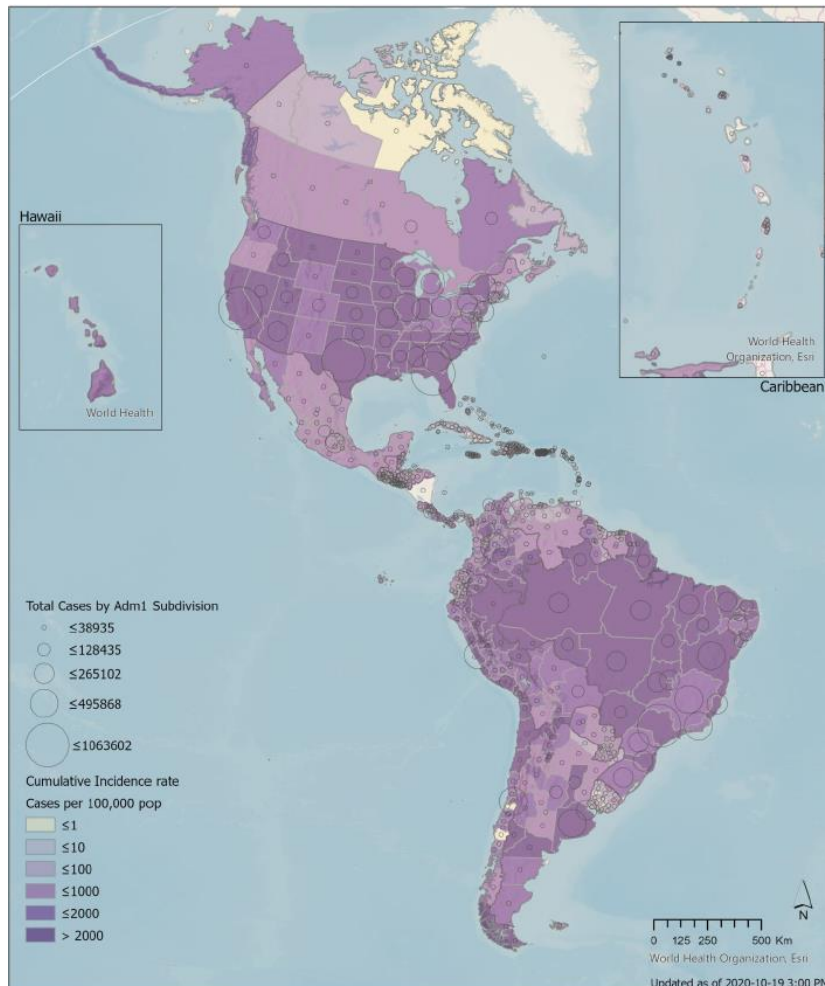 Hawaii
World Health
World Health
Organization, Esri
Caribbean
Total Cases by Adm1 Subdivision
≤38935
≤128435
≤265102
≤495868
≤1063602
Cumulative Incidence rate
Cases per 100,000 pop
≤1
≤10
≤100
≤1000
≤2000
> 2000
N
0 125 250 500 Km
World Health Organization, Esri
Updated as of 2020-10-19 3:00 PM